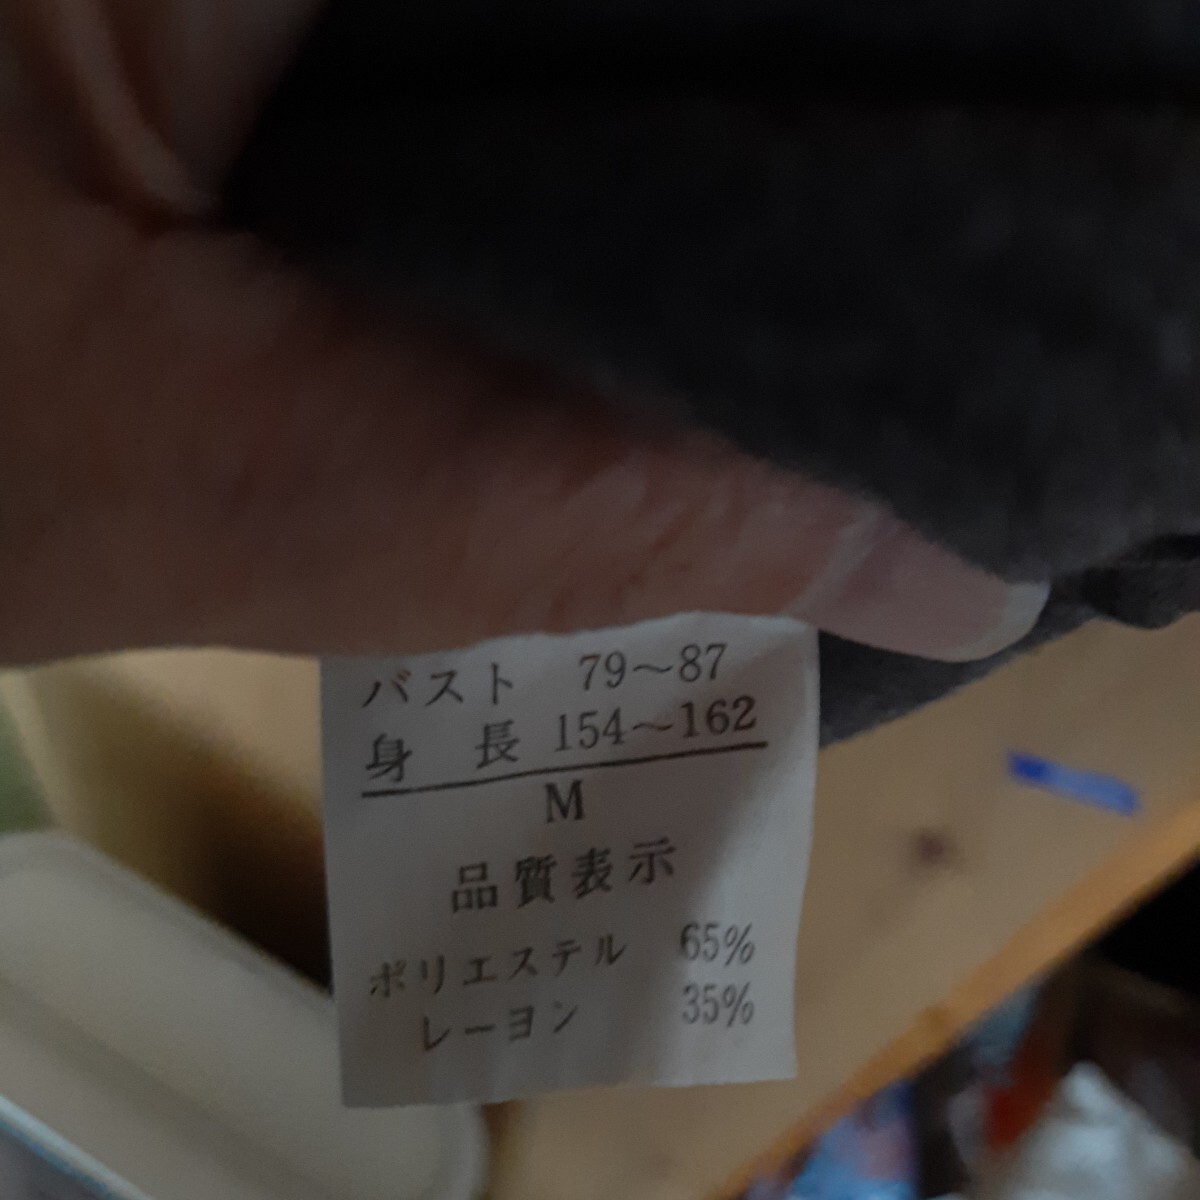 バスト 79〜87
身 長 154〜162
M
品質表示
ポリエステル 65%
レーヨン 35%